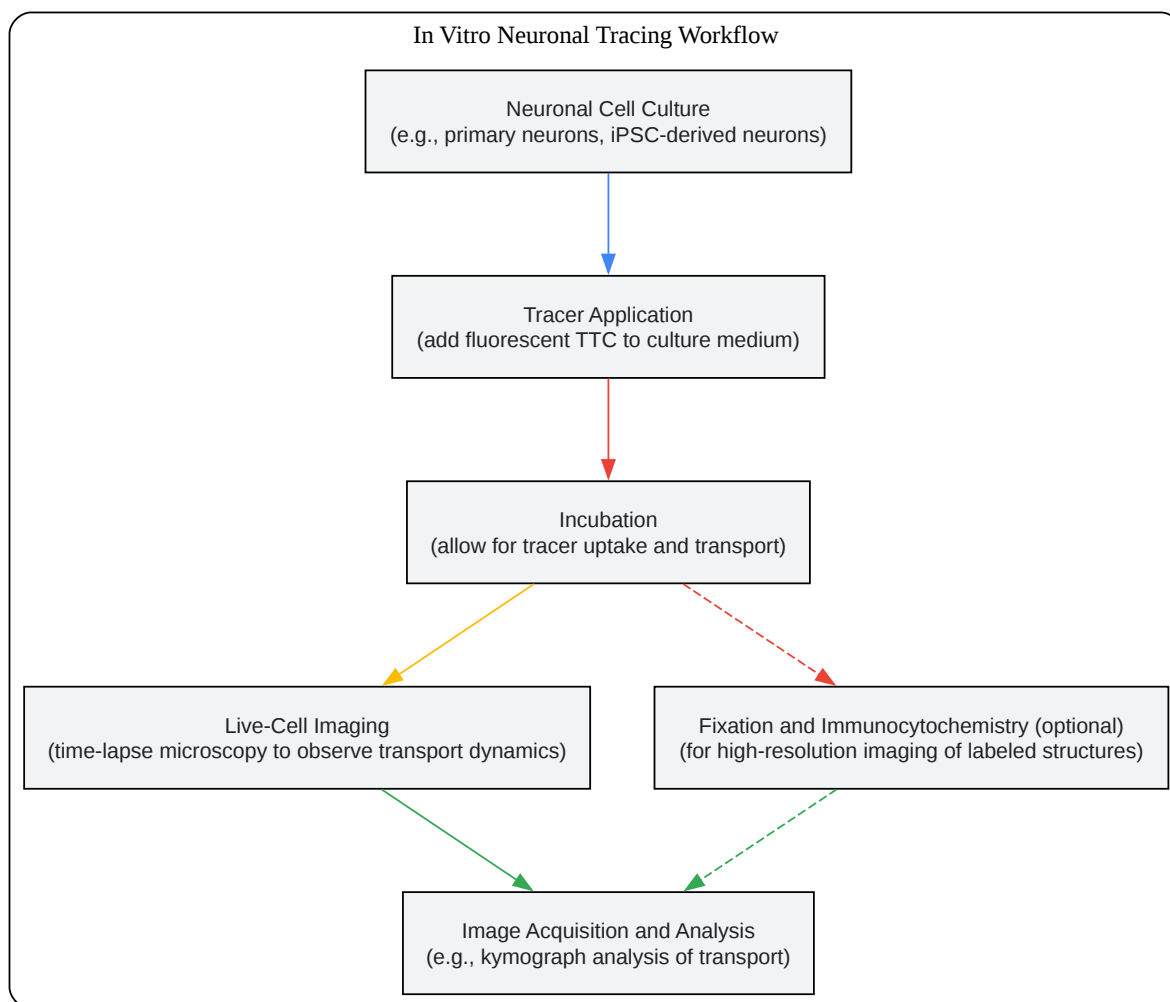 In Vitro Neuronal Tracing Workflow
Neuronal Cell Culture
(e.g., primary neurons, iPSC-derived neurons)
Tracer Application
(add fluorescent TTC to culture medium)
Incubation
(allow for tracer uptake and transport)
Live-Cell Imaging
(time-lapse microscopy to observe transport dynamics)
Fixation and Immunocytochemistry (optional)
(for high-resolution imaging of labeled structures)
Image Acquisition and Analysis
(e.g., kymograph analysis of transport)